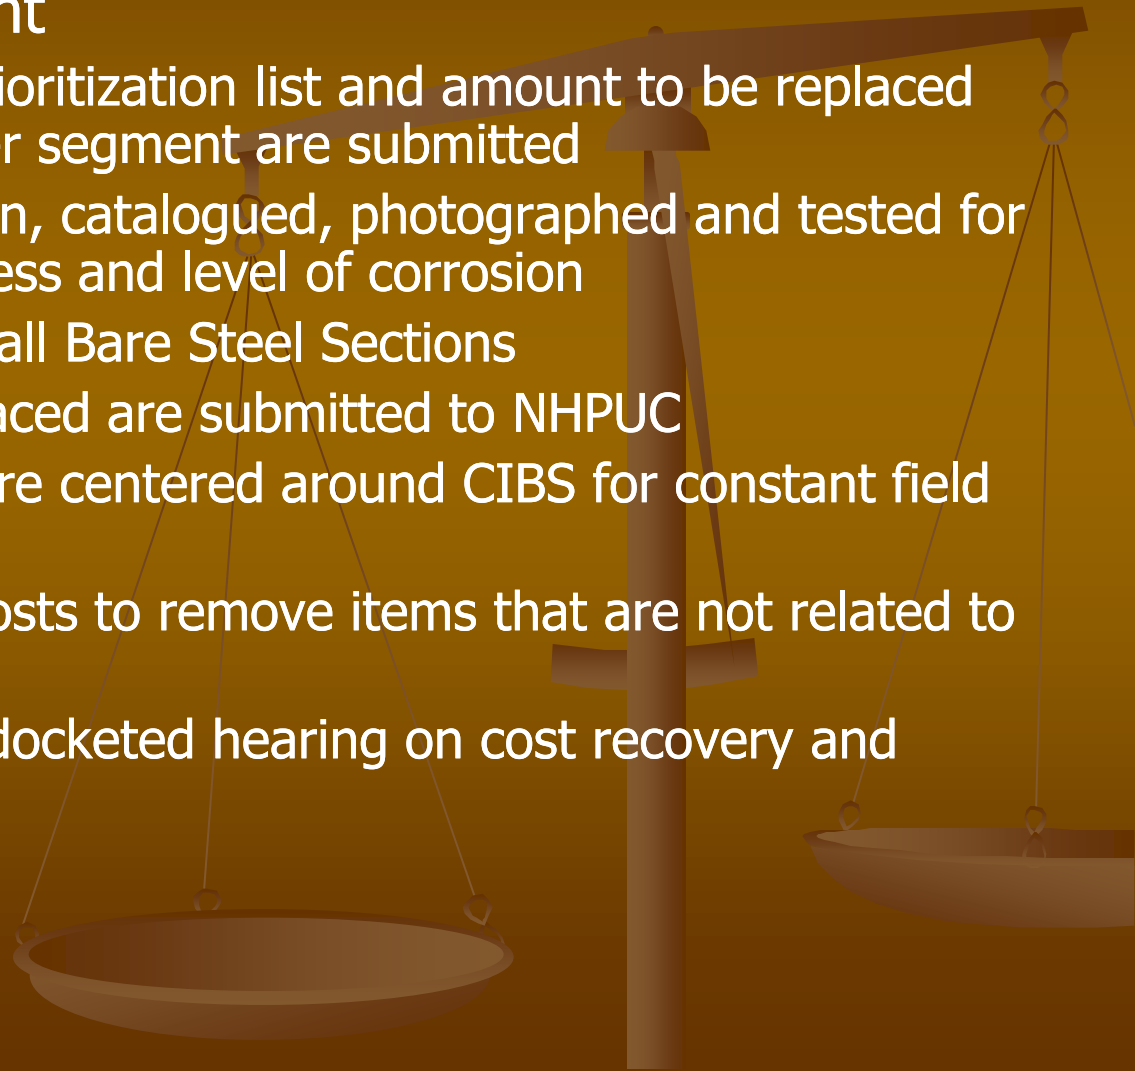 nt
ioritization list and amount to be replaced
r segment are submitted
n, catalogued, photographed and tested for
ess and level of corrosion
all Bare Steel Sections
aced are submitted to NHPUC
re centered around CIBS for constant field
osts to remove items that are not related to
docketed hearing on cost recovery and